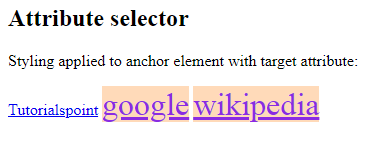 Attribute selector
Styling applied to anchor element with target attribute:
Tutorialspoint google wikipedia